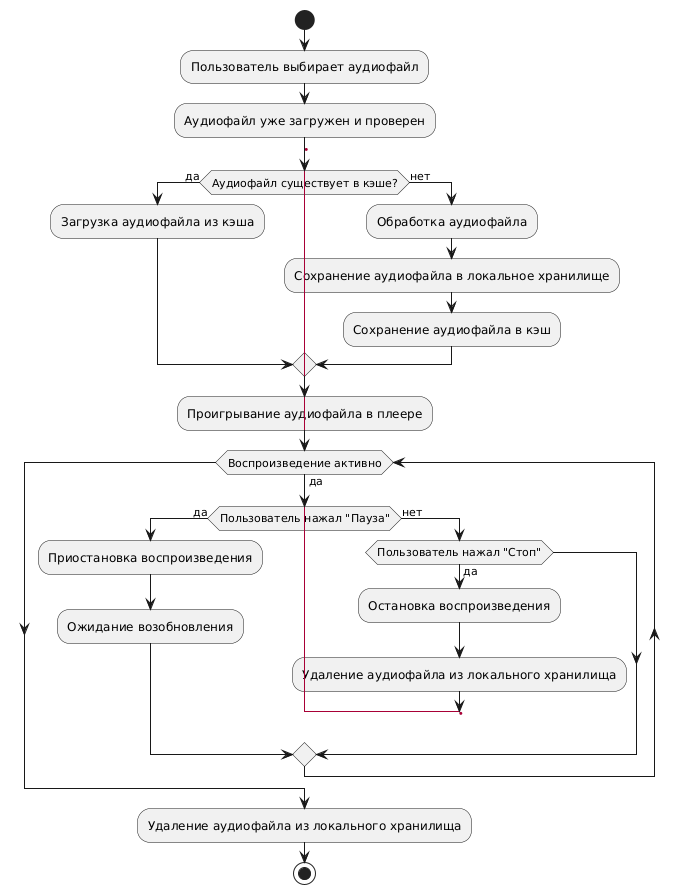 Пользователь выбирает аудиофайл
Аудиофайл уже загружен и проверен
да
Аудиофайл существует в кэше?
нет
Загрузка аудиофайла из кэша
Обработка аудиофайла
Сохранение аудиофайла в локальное хранилище
Сохранение аудиофайла в кэш
Проигрывание аудиофайла в плеере
Воспроизведение активно
да
да
Пользователь нажал "Пауза"
нет
Приостановка воспроизведения
Пользователь нажал "Стоп"
да
Ожидание возобновления
Остановка воспроизведения
Удаление аудиофайла из локального хранилища
Удаление аудиофайла из локального хранилища